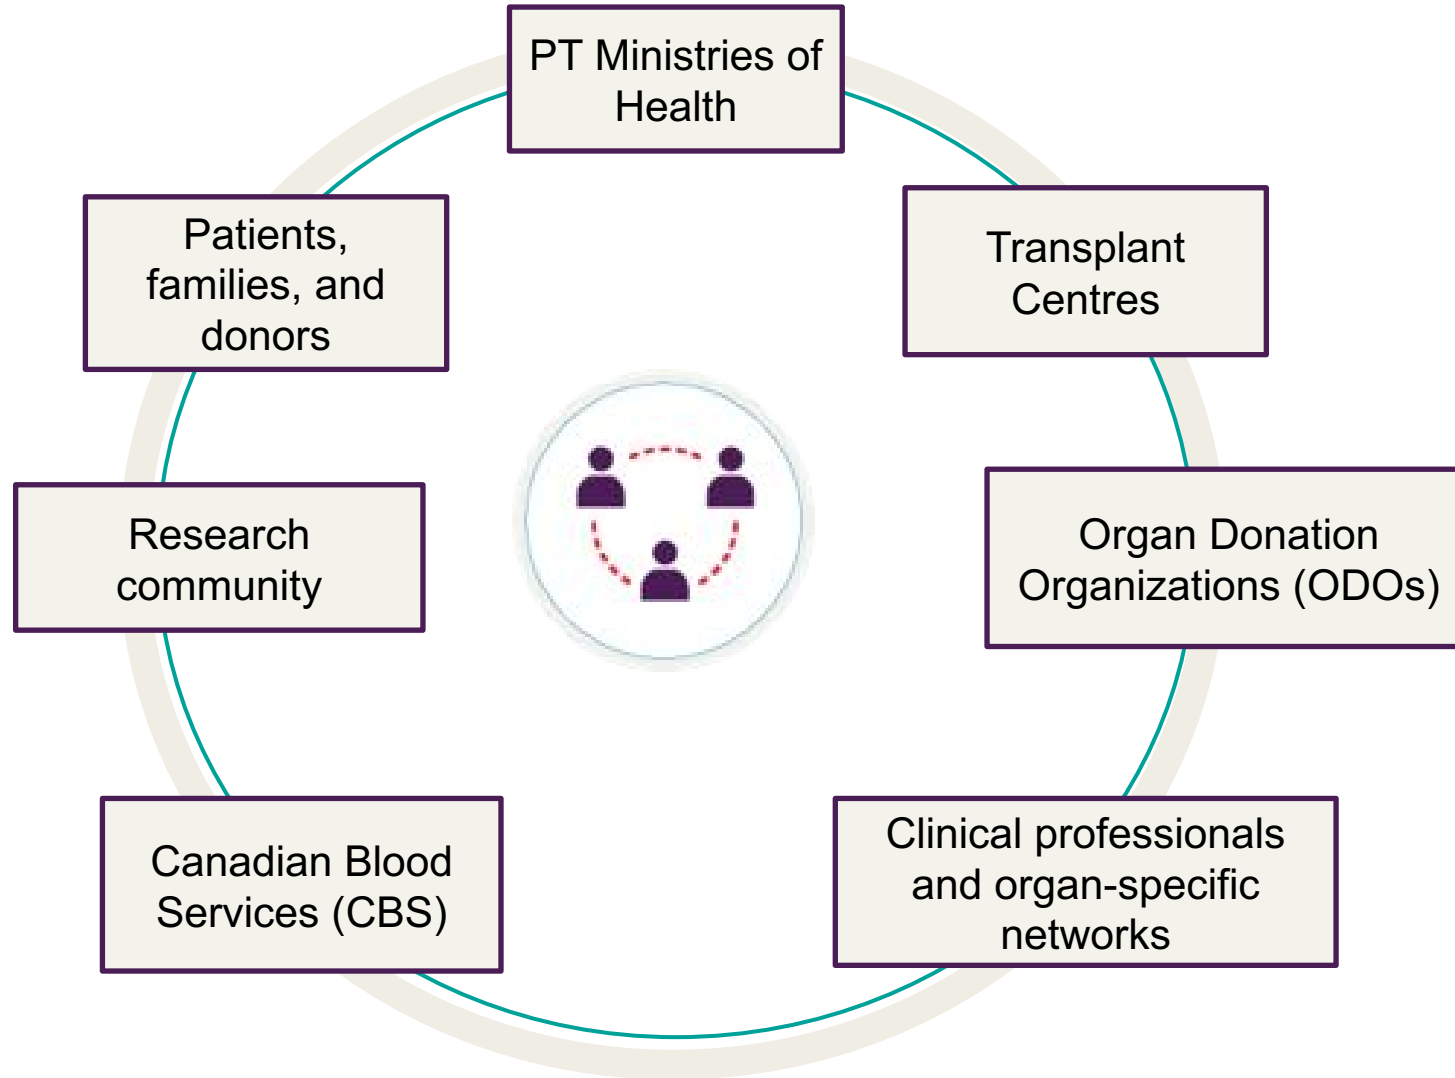 PT Ministries of
Health
Patients,
families, and
donors
Transplant
Centres
Research
community
Organ Donation
Organizations (ODOs)
Canadian Blood
Services (CBS)
Clinical professionals
and organ-specific
networks